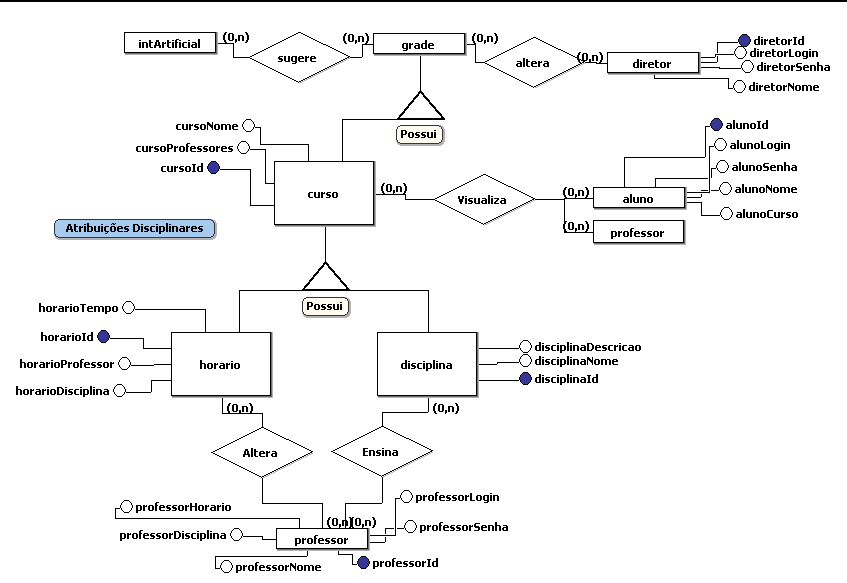 intArtificial
(0,n)
sugere
(0,n)
grade
(0,n)
altera
(0,n)
diretor
diretorId
diretorLogin
diretorSenha
diretorNome
Possui
cursoNome
cursoProfessores
cursoId
curso
(0,n)
Visualiza
(0,n)
aluno
alunoId
alunoLogin
alunoSenha
alunoNome
alunoCurso
(0,n)
professor
Atribuições Disciplinares
Possui
horarioTempo
horarioId
horarioProfessor
horarioDisciplina
horario
disciplina
disciplinaDescricao
disciplinaNome
disciplinaId
(0,n)
(0,n)
Altera
Ensina
professorHorario
professorDisciplina
professorNome
(0,n)
(0,n)
professor
professorLogin
professorSenha
professorId